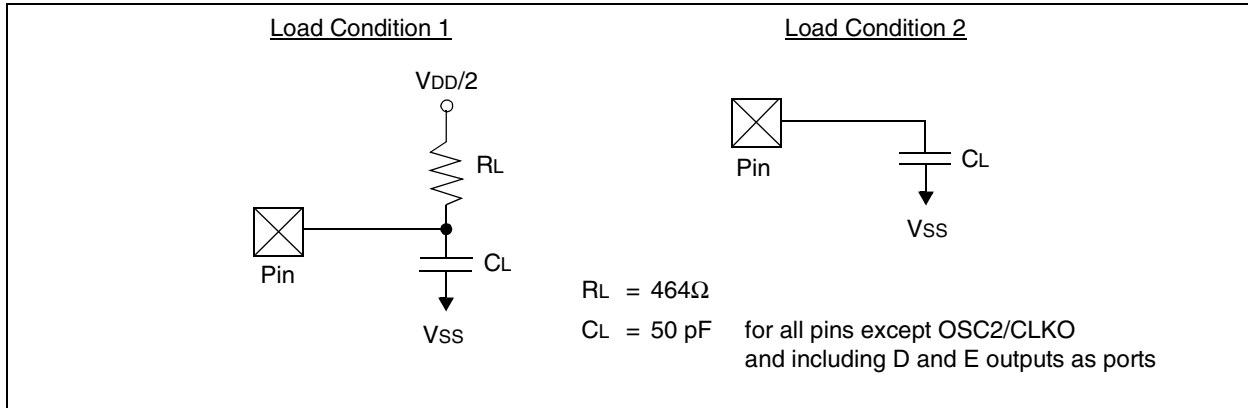 Load Condition 1
VDD/2
RL
Pin
CL
VSS
Load Condition 2
Pin
CL
VSS
RL = 464Ω
CL = 50 pF for all pins except OSC2/CLKO
and including D and E outputs as ports